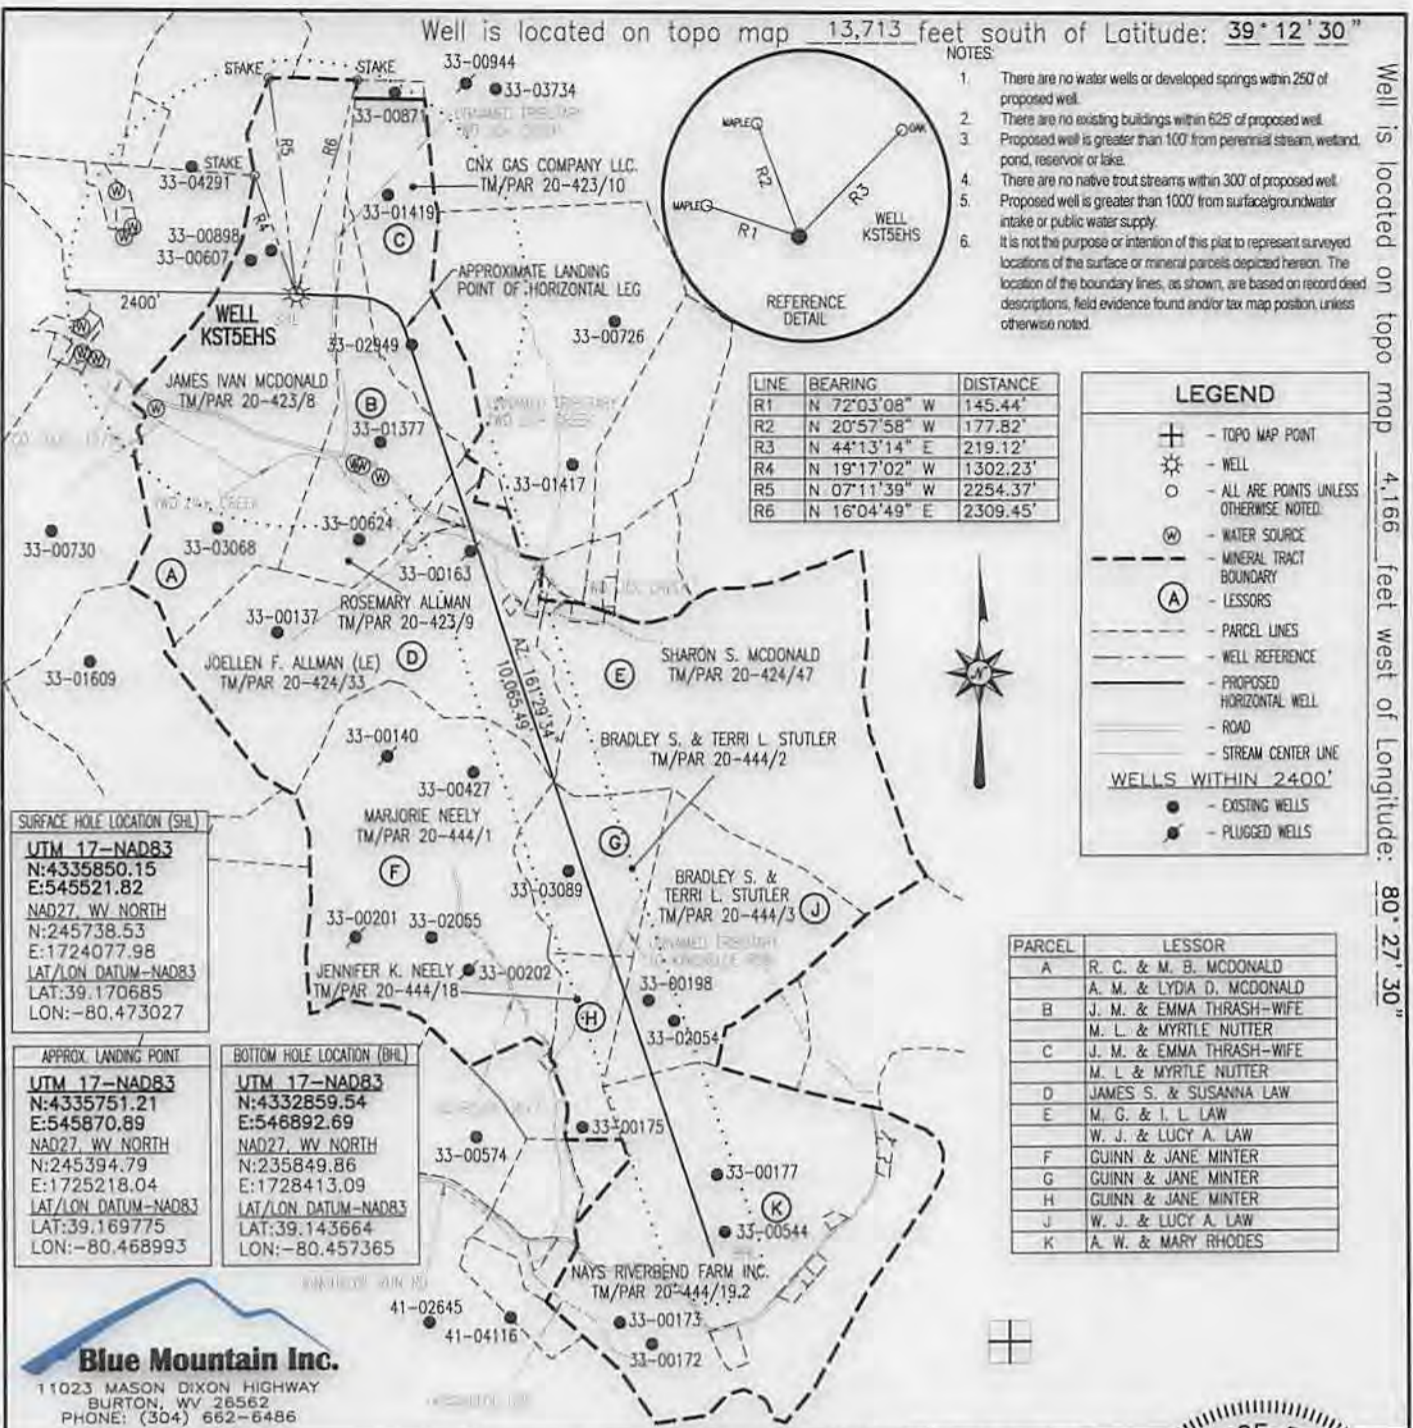 Well is located on topo map 13,713 feet south of Latitude: 39° 12' 30"
Well is located on topo map 4,166 feet west of Longitude: 80° 27' 30"
NOTES:
1. There are no water wells or developed springs within 250' of
proposed well.
2. There are no existing buildings within 625' of proposed well.
3. Proposed well is greater than 100' from perennial stream, wetland,
pond, reservoir or lake.
4. There are no native trout streams within 300' of proposed well.
5. Proposed well is greater than 1000' from surface/groundwater
intake or public water supply.
6. It is not the purpose or intention of this plat to represent surveyed
locations of the surface or mineral parcels depicted hereon. The
location of the boundary lines, as shown, are based on record deed
descriptions, field evidence found and/or tax map position, unless
otherwise noted.
MAPLE
OAK
R2
R3
MAPLE
R1
WELL
KST5EHS
REFERENCE
DETAIL
STAKE
STAKE
33-00944
33-03734
33-00871
UNNAMED TRIBUTARY
R5
R6
CNX GAS COMPANY LLC.
TM/PAR 20-423/10
STAKE
33-04291
W
W
W
33-01419
R4
33-00898
33-00607
C
APPROXIMATE LANDING
POINT OF HORIZONTAL LEG
2400'
WELL
KST5EHS
SHL
33-00726
33-02949
W
W
W
JAMES IVAN MCDONALD
TM/PAR 20-423/8
W
B
33-01377
UNNAMED TRIBUTARY
TWO LICK CREEK
W
W
W
33-01417
TWO LICK CREEK
33-00730
33-03068
33-00624
33-00163
A
ROSEMARY ALLMAN
TM/PAR 20-423/9
33-00137
JOELLEN F. ALLMAN (LE)
TM/PAR 20-424/33
D
33-01609
AZ: 161°29'34"
10,065.49'
E
SHARON S. MCDONALD
TM/PAR 20-424/47
33-00140
BRADLEY S. & TERRI L. STUTLER
TM/PAR 20-444/2
33-00427
MARJORIE NEELY
TM/PAR 20-444/1
G
F
33-03089
BRADLEY S. &
TERRI L. STUTLER
TM/PAR 20-444/3
J
33-00201
33-02055
UNNAMED TRIBUTARY
JENNIFER K. NEELY
TM/PAR 20-444/18
33-00202
33-00198
H
33-02054
33-00175
33-00574
33-00177
K
33-00544
NAYS RIVERBEND FARM INC.
TM/PAR 20-444/19.2
41-02645
41-04116
33-00173
33-00172
LINE BEARING DISTANCE
R1 N 72°03'08" W 145.44'
R2 N 20°57'58" W 177.82'
R3 N 44°13'14" E 219.12'
R4 N 19°17'02" W 1302.23'
R5 N 07°11'39" W 2254.37'
R6 N 16°04'49" E 2309.45'
N
LEGEND
- TOPO MAP POINT
- WELL
- ALL ARE POINTS UNLESS
OTHERWISE NOTED.
W - WATER SOURCE
- MINERAL TRACT
BOUNDARY
A - LESSORS
- PARCEL LINES
- WELL REFERENCE
- PROPOSED
HORIZONTAL WELL
- ROAD
- STREAM CENTER LINE
WELLS WITHIN 2400'
- EXISTING WELLS
- PLUGGED WELLS
SURFACE HOLE LOCATION (SHL)
UTM 17-NAD83
N:4335850.15
E:545521.82
NAD27, WV NORTH
N:245738.53
E:1724077.98
LAT/LON DATUM-NAD83
LAT:39.170685
LON:-80.473027
APPROX. LANDING POINT
UTM 17-NAD83
N:4335751.21
E:545870.89
NAD27, WV NORTH
N:245394.79
E:1725218.04
LAT/LON DATUM-NAD83
LAT:39.169775
LON:-80.468993
BOTTOM HOLE LOCATION (BHL)
UTM 17-NAD83
N:4332859.54
E:546892.69
NAD27, WV NORTH
N:235849.86
E:1728413.09
LAT/LON DATUM-NAD83
LAT:39.143664
LON:-80.457365
PARCEL LESSOR
A R. C. & M. B. MCDONALD
A. M. & LYDIA D. MCDONALD
B J. M. & EMMA THRASH-WIFE
M. L. & MYRTLE NUTTER
C J. M. & EMMA THRASH-WIFE
M. L & MYRTLE NUTTER
D JAMES S. & SUSANNA LAW
E M. G. & I. L. LAW
W. J. & LUCY A. LAW
F GUINN & JANE MINTER
G GUINN & JANE MINTER
H GUINN & JANE MINTER
J W. J. & LUCY A. LAW
K A. W. & MARY RHODES
Blue Mountain Inc.
11023 MASON DIXON HIGHWAY
BURTON, WV 26562
PHONE: (304) 662-6486